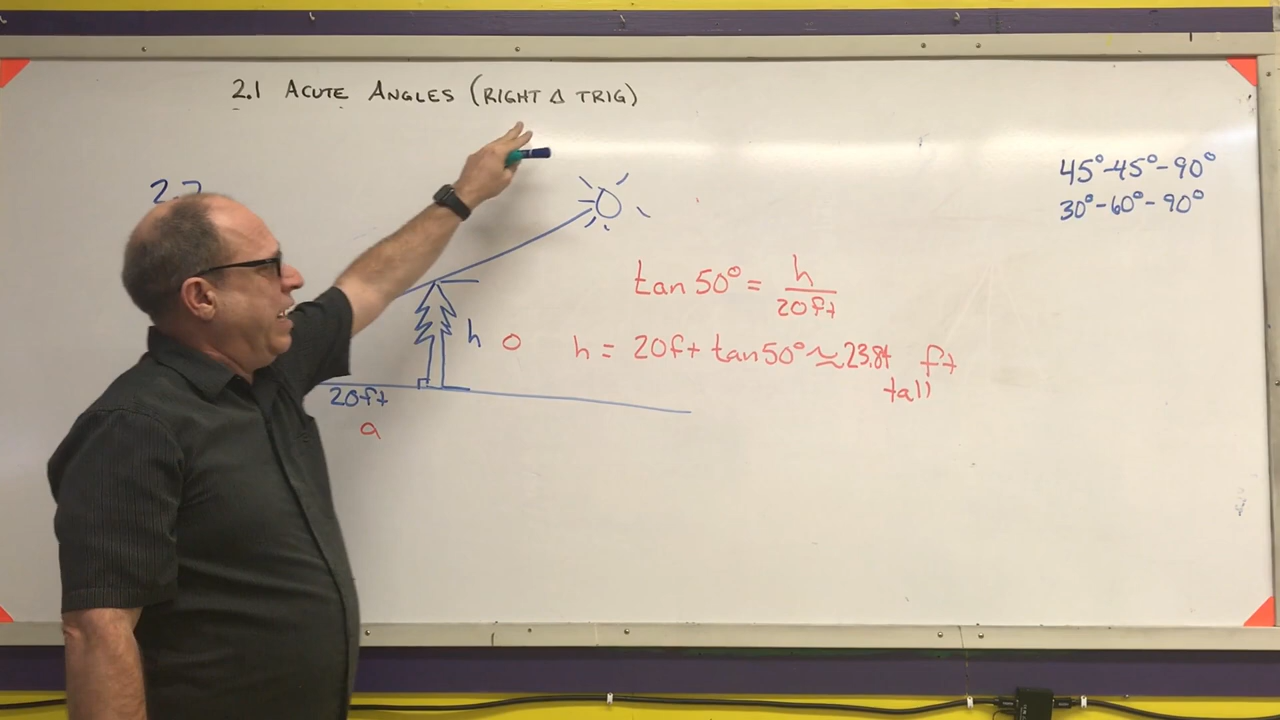 2.1 ACUTE ANGLES (RIGHT Δ TRIG)
45°-45°-90°
30°-60°-90°
tan 50° = h
20ft
h O
h = 20ft tan 50° ≈ 23.84 ft
tall
20ft
a